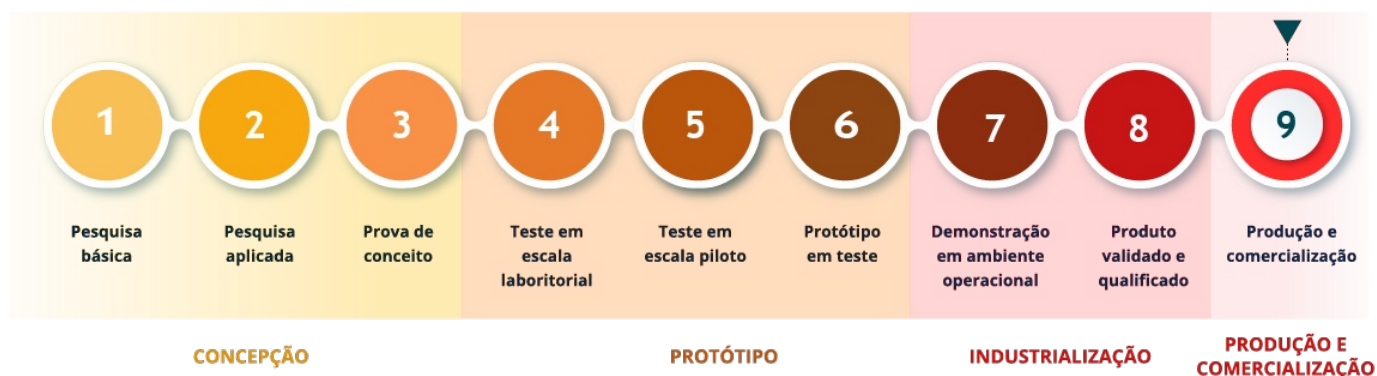 1
2
3
4
5
6
7
8
9
Pesquisa
básica
Pesquisa
aplicada
Prova de
conceito
Teste em
escala
laboritorial
Teste em
escala piloto
Protótipo
em teste
Demonstração
em ambiente
operacional
Produto
validado e
qualificado
Produção e
comercialização
CONCEPÇÃO
PROTÓTIPO
INDUSTRIALIZAÇÃO
PRODUÇÃO E
COMERCIALIZACÃO